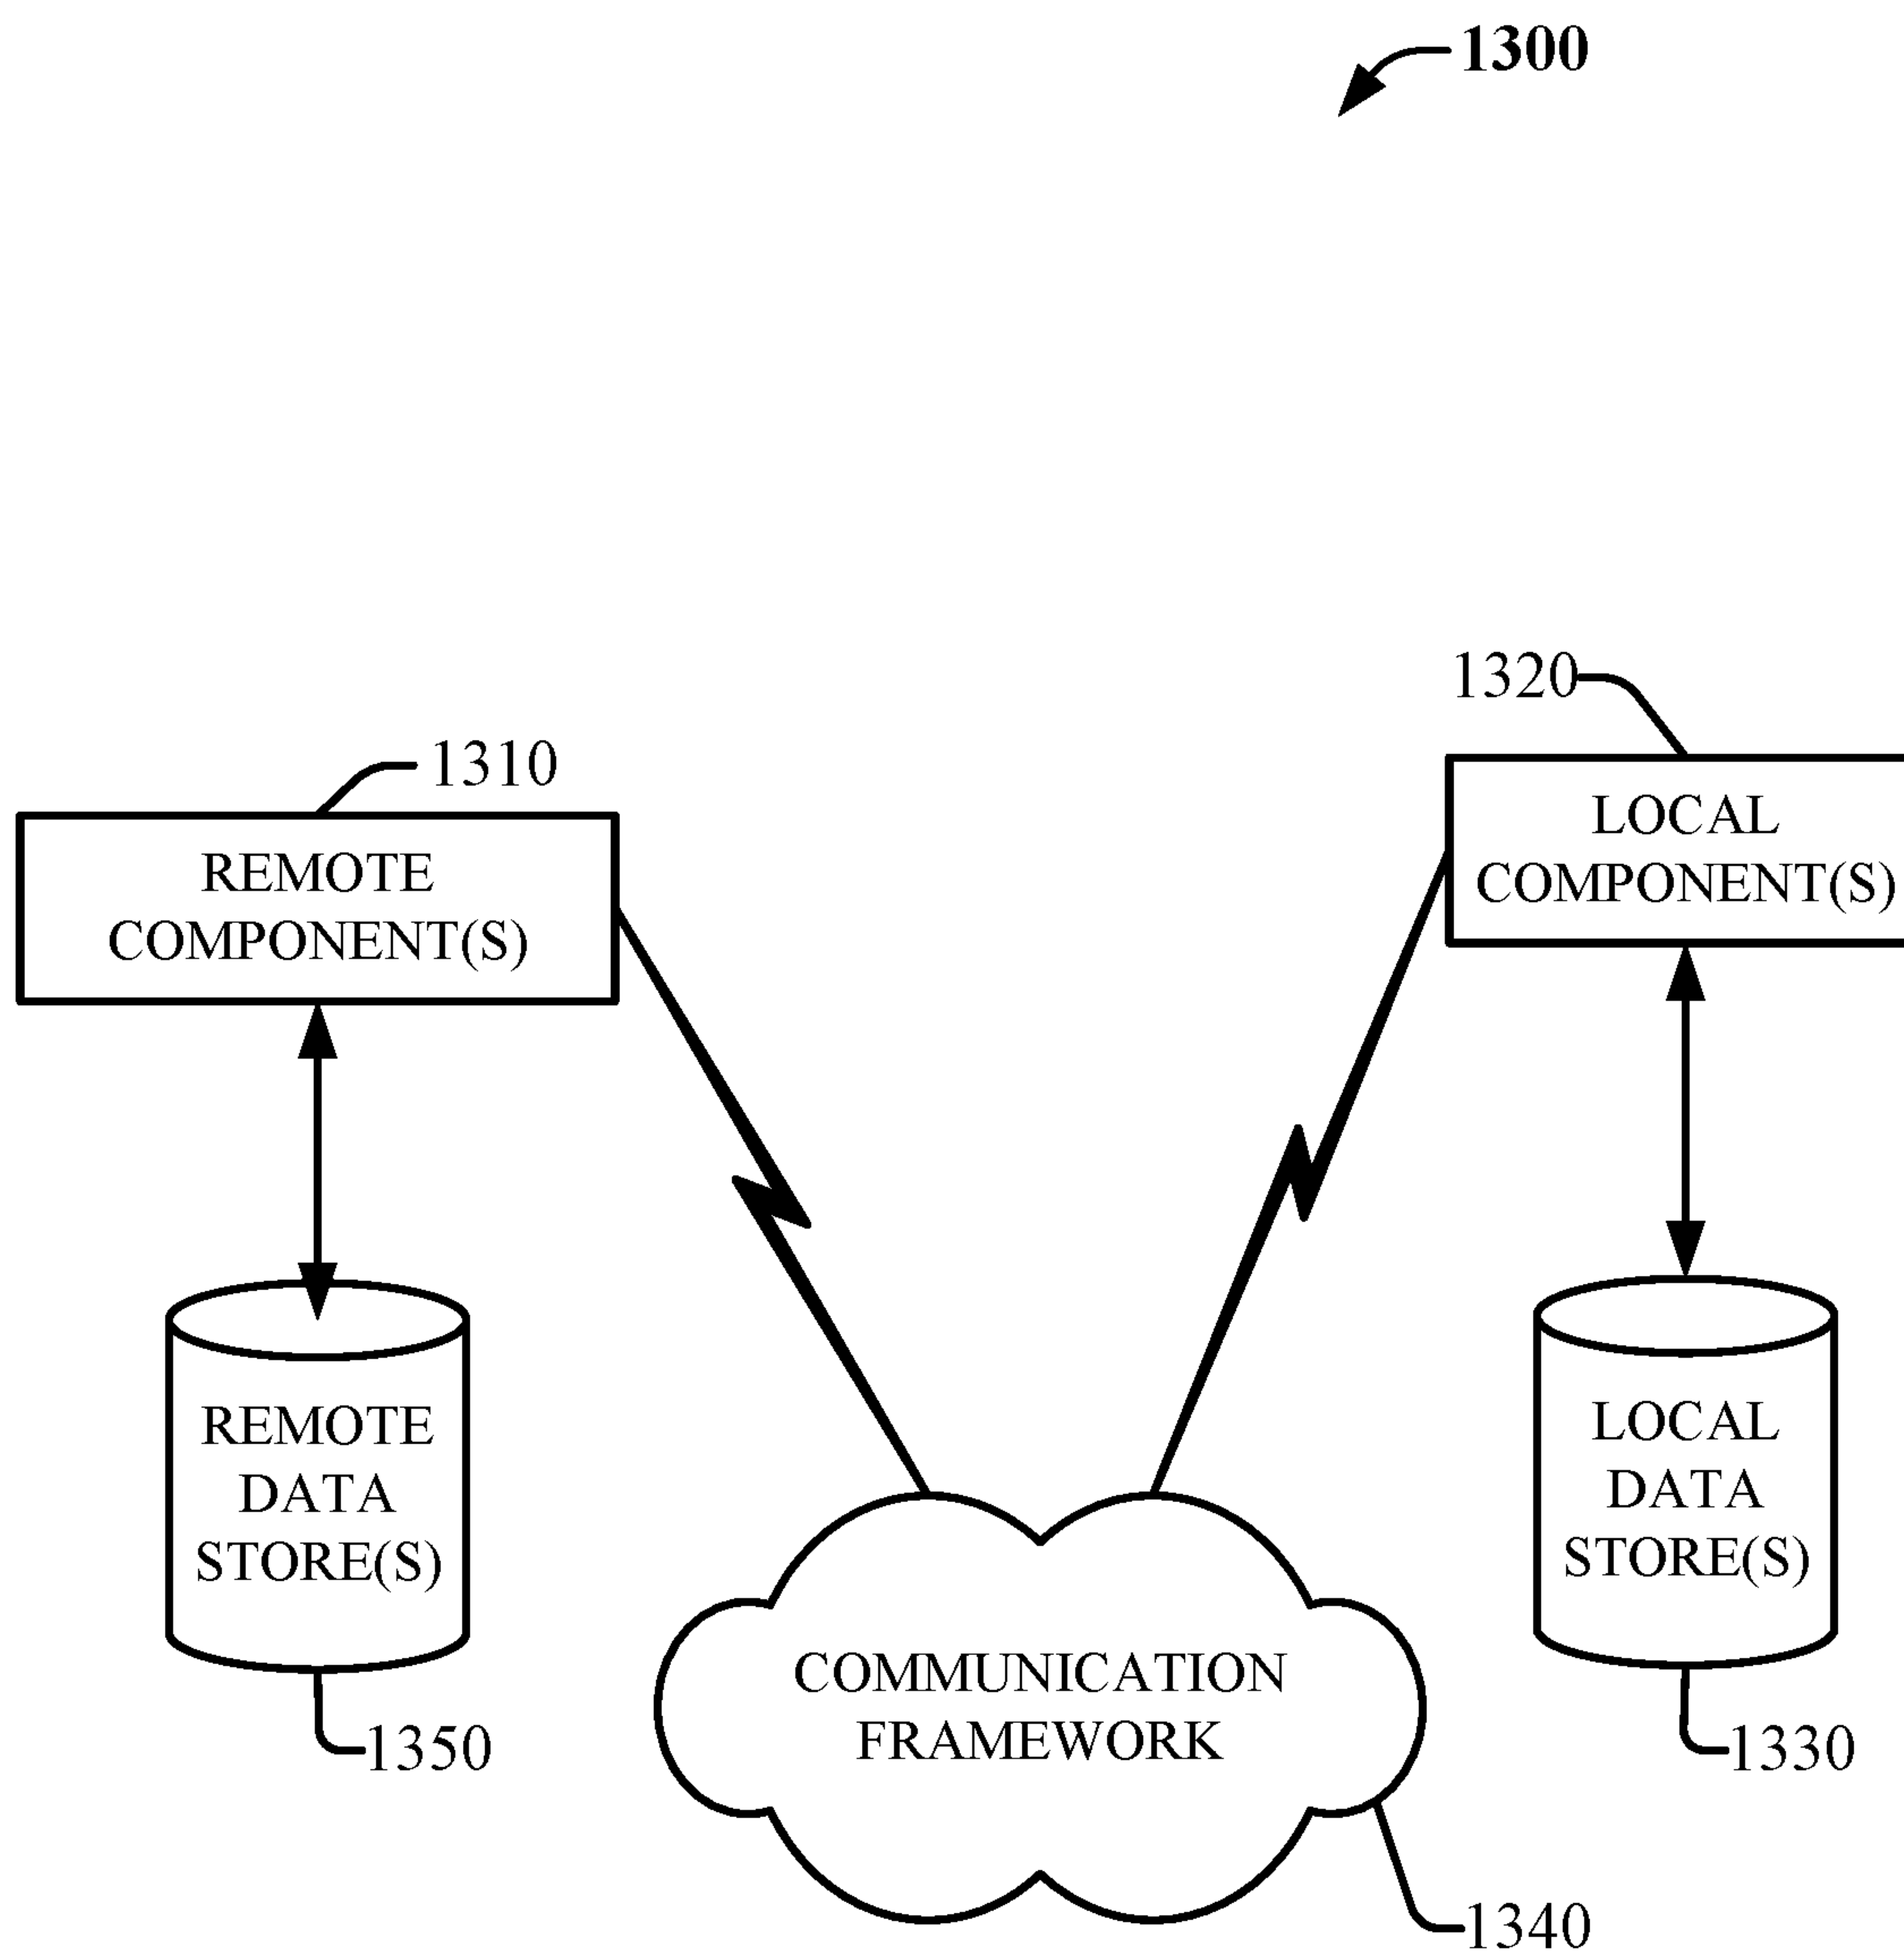 1300
1320
1310
LOCAL
COMPONENT(S)
REMOTE
COMPONENT(S)
REMOTE
DATA
STORE(S)
LOCAL
DATA
STORE(S)
COMMUNICATION
FRAMEWORK
1350
1330
1340